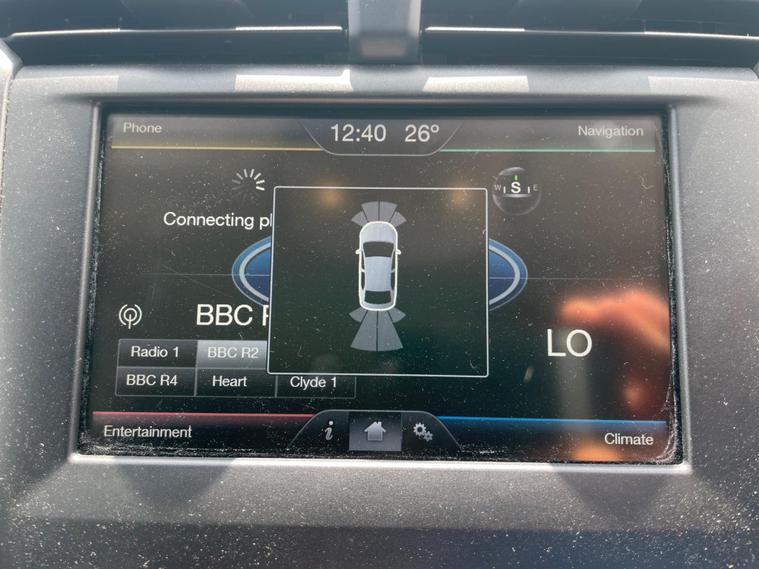 Phone
12:40 26°
Navigation
W S E
Connecting
BBC
Radio 1
BBC R2
BBC R4
Heart
Clyde 1
LO
Entertainment
i
Climate